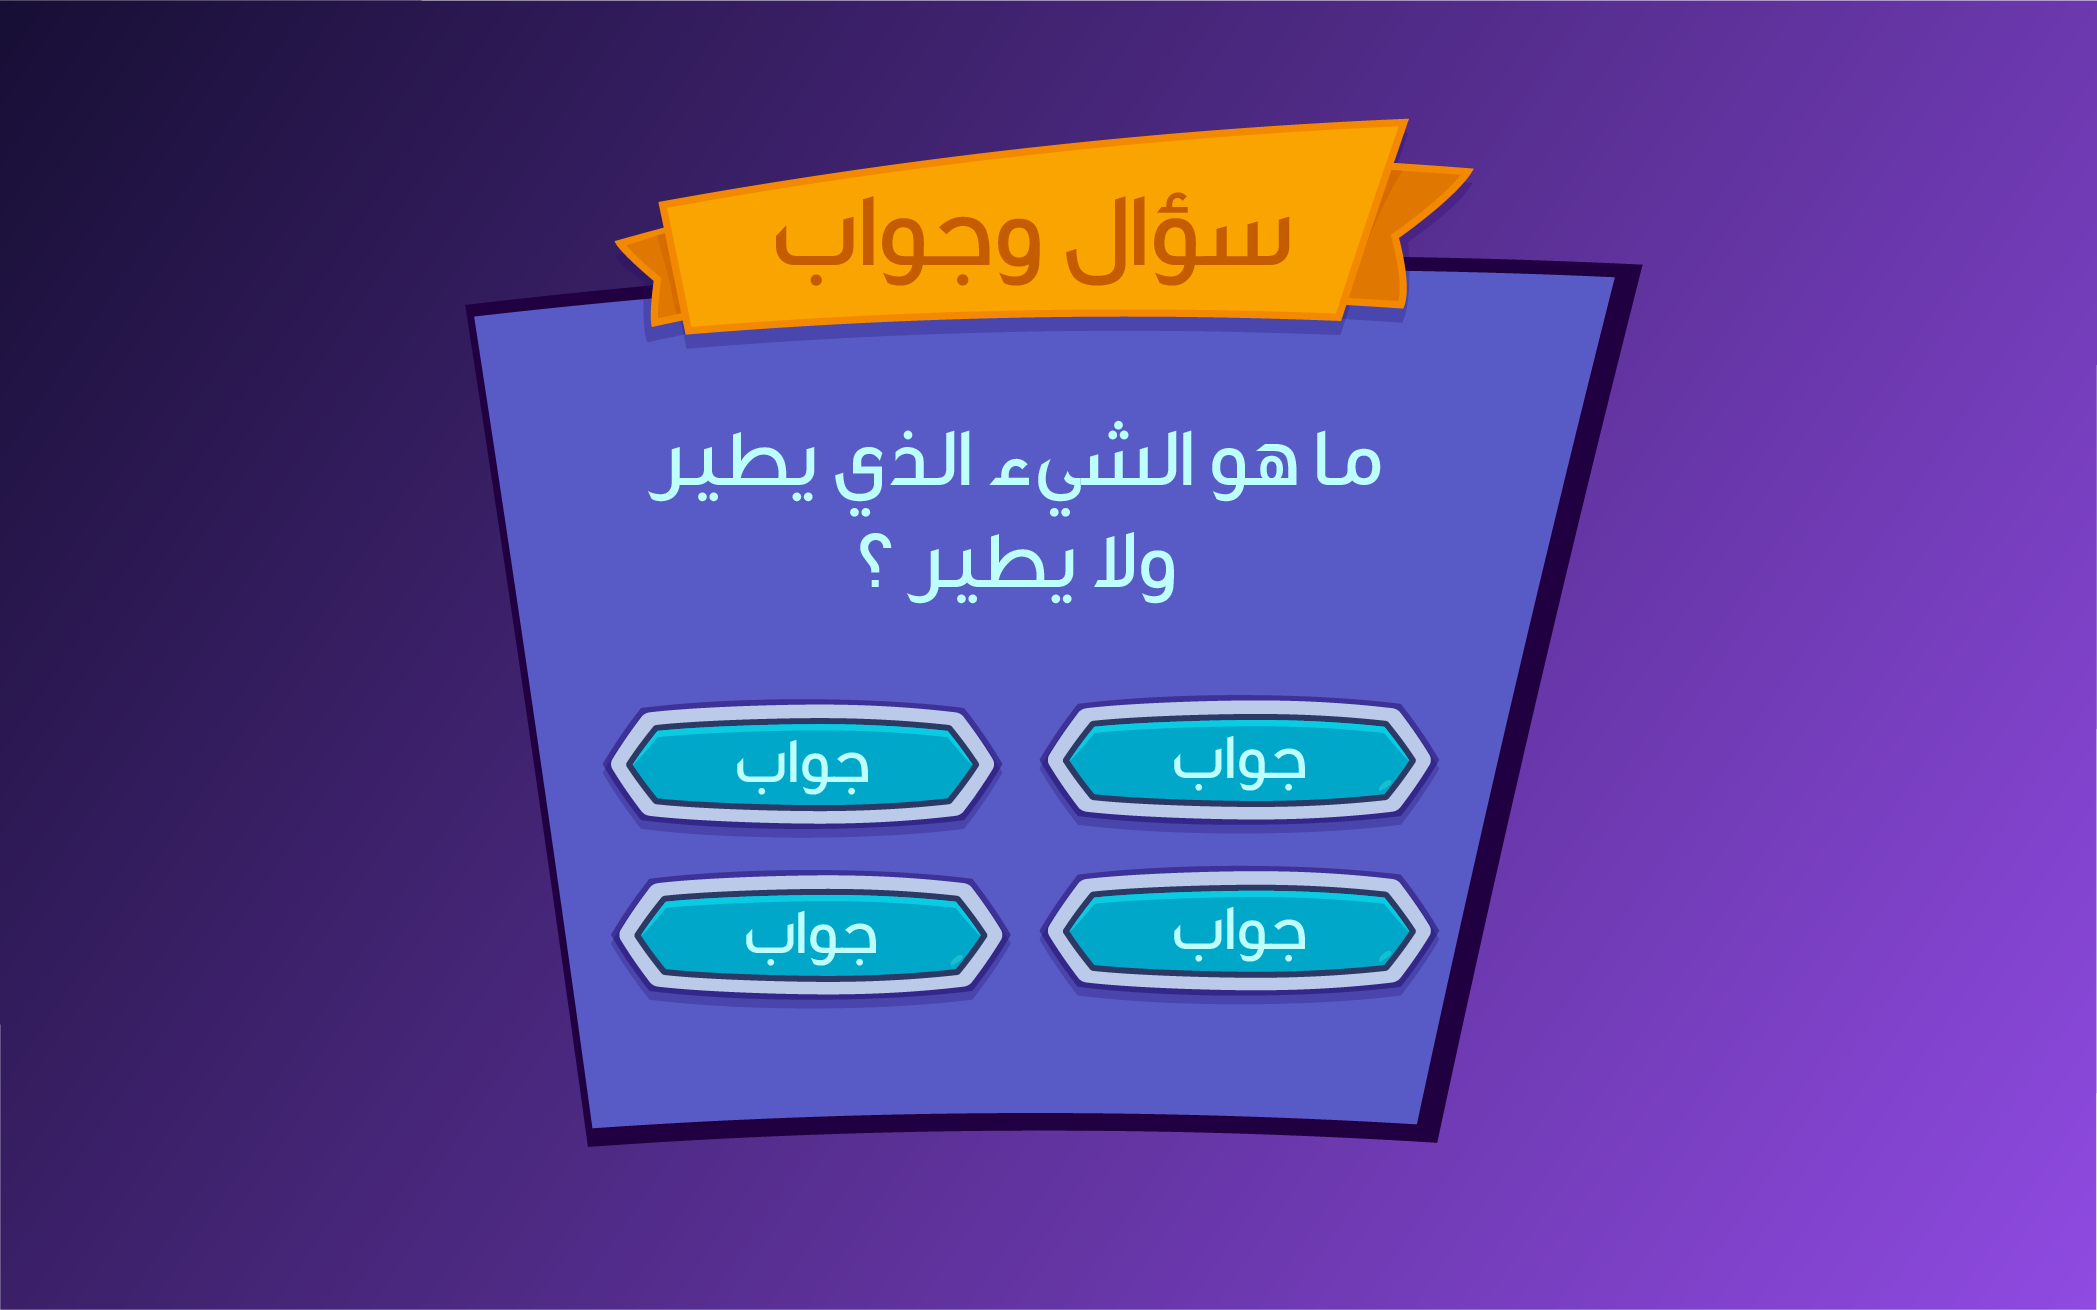 سؤال وجواب
ما هو الشيء الذي يطير
ولا يطير ؟
جواب
جواب
جواب
جواب